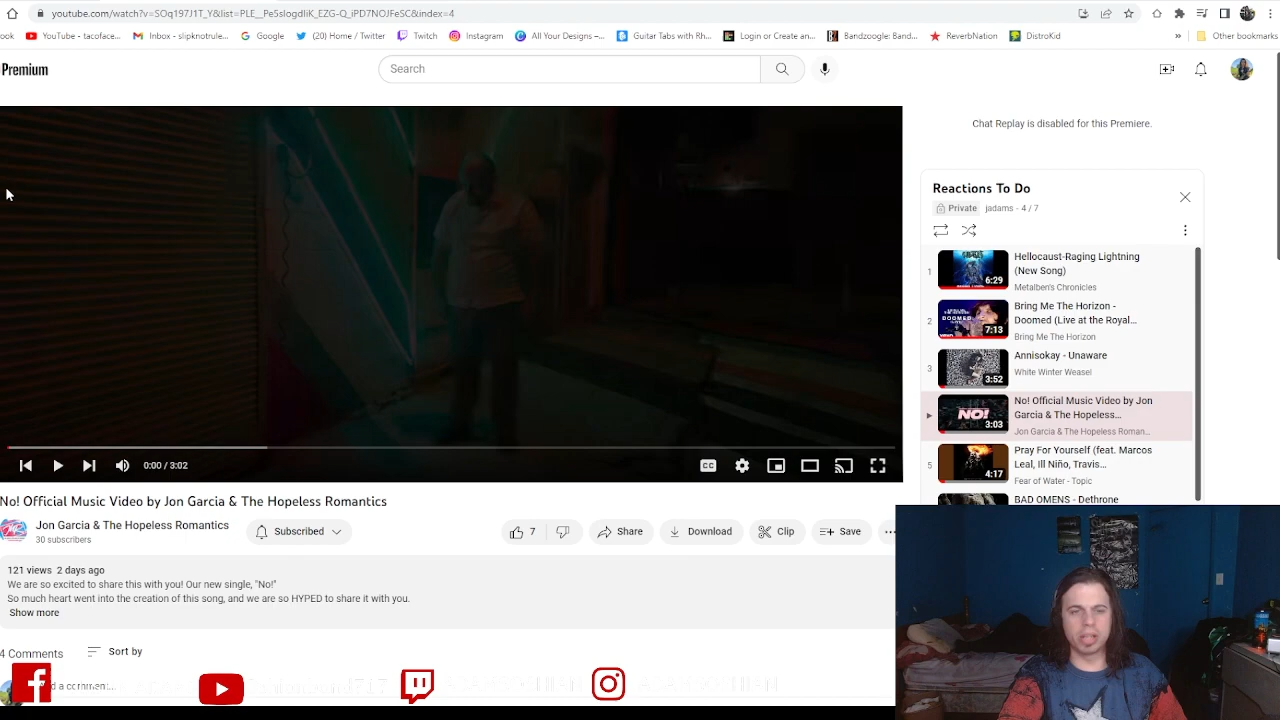 youtube.com/watch?v=SOq197J1T_Y&list=PLE__Pe5slogdIiK_EZG-Q_iPD7NOJFeSC&index=4
ook YouTube - tacoface... Inbox - slipknotrule... Google (20) Home / Twitter Twitch Instagram All Your Designs –... Guitar Tabs with Rh... Login or Create an... Bandzoogle: Band... ReverbNation DistroKid » Other bookmarks
Premium
Search
Chat Replay is disabled for this Premiere.
Reactions To Do
Private jadams - 4 / 7
1
Hellocaust-Raging Lightning
(New Song)
Metalben's Chronicles
6:29
2
Bring Me The Horizon -
Doomed (Live at the Royal...
Bring Me The Horizon
DOOMED
7:13
3
Annisokay - Unaware
White Winter Weasel
3:52
No! Official Music Video by Jon
Garcia & The Hopeless...
Jon Garcia & The Hopeless Roman...
NO!
3:03
5
Pray For Yourself (feat. Marcos
Leal, Ill Niño, Travis...
Fear of Water - Topic
4:17
BAD OMENS - Dethrone
0:00 / 3:02
CC
No! Official Music Video by Jon Garcia & The Hopeless Romantics
Jon Garcia & The Hopeless Romantics
30 subscribers
Subscribed
7
Share
Download
Clip
Save
121 views 2 days ago
We are so excited to share this with you! Our new single, "No!"
So much heart went into the creation of this song, and we are so HYPED to share it with you.
Show more
4 Comments
Sort by
d a comment...